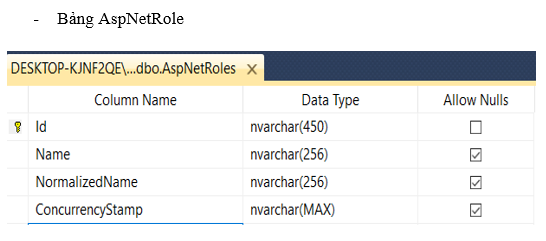 - Bảng AspNetRole
DESKTOP-KJNF2QE\...dbo.AspNetRoles
Column Name Data Type Allow Nulls
Id nvarchar(450)
Name nvarchar(256)
NormalizedName nvarchar(256)
ConcurrencyStamp nvarchar(MAX)